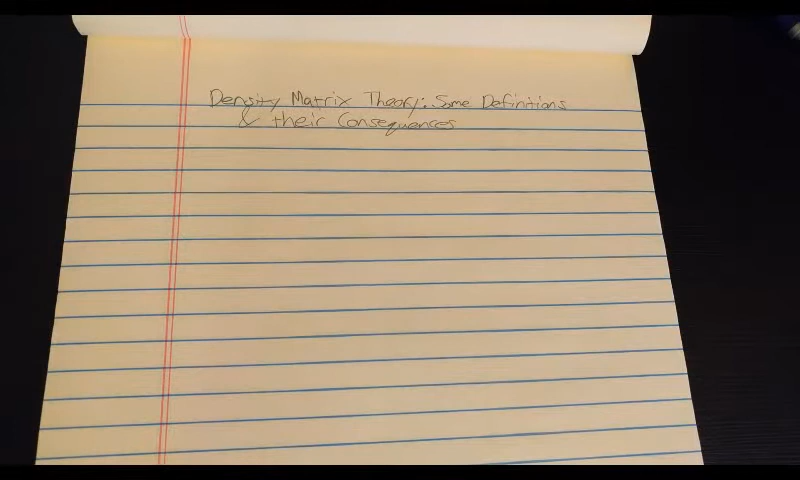 Density Matrix Theory: Some Definitions
& their Consequences